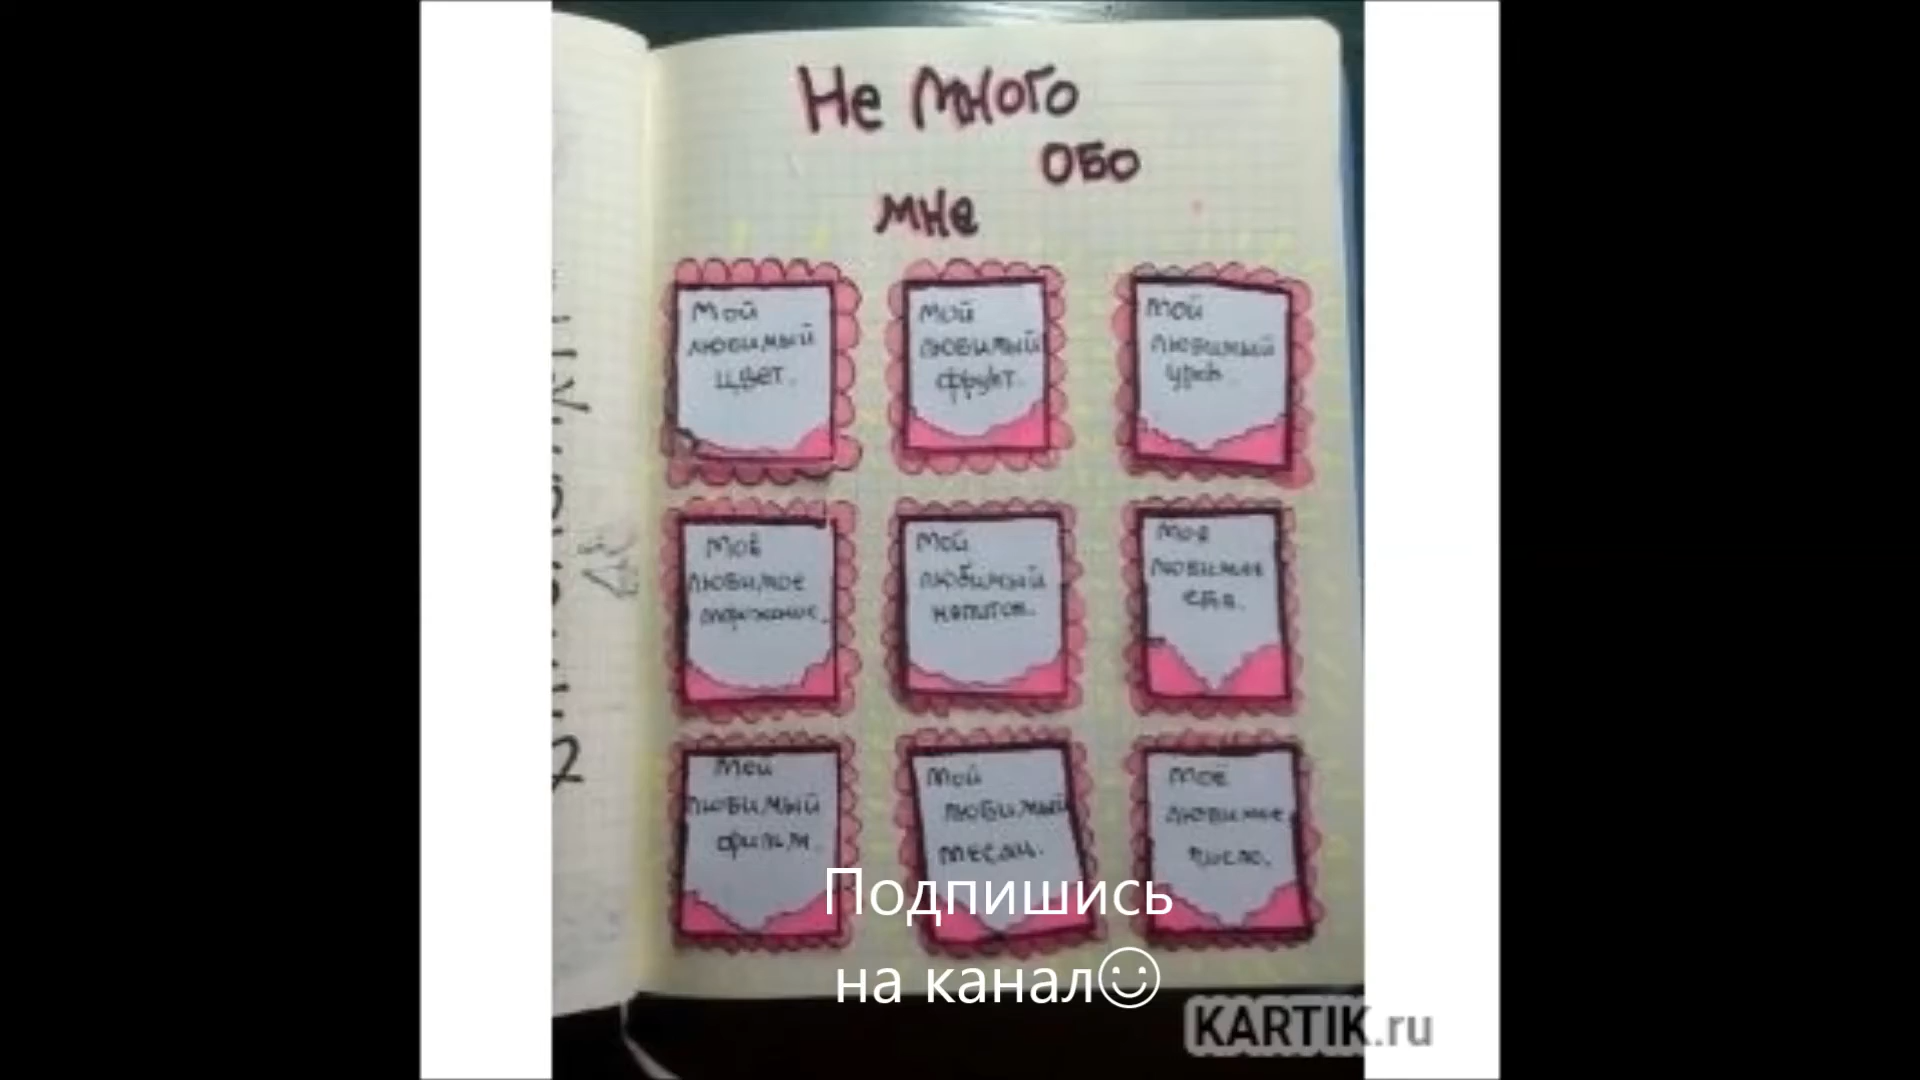 Не много
обо
мне
Мой
любимый
цвет.
Мой
любимый
фрукт.
Мой
любимый
урок.
Моё
любимое
Мой
любимый
напиток.
Моя
любимая
еда.
Мой
любимый
фильм.
Мой
любимый
месяц.
Моё
любимое
число.
Подпишись
на канал☺
KARTIK.ru